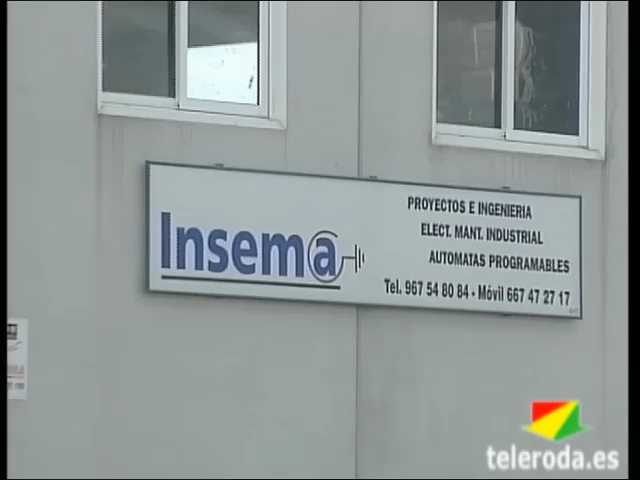 Insema
PROYECTOS E INGENIERIA
ELECT. MANT. INDUSTRIAL
AUTOMATAS PROGRAMABLES
Tel. 967 54 80 84 - Móvil 667 47 27 17
teleroda.es